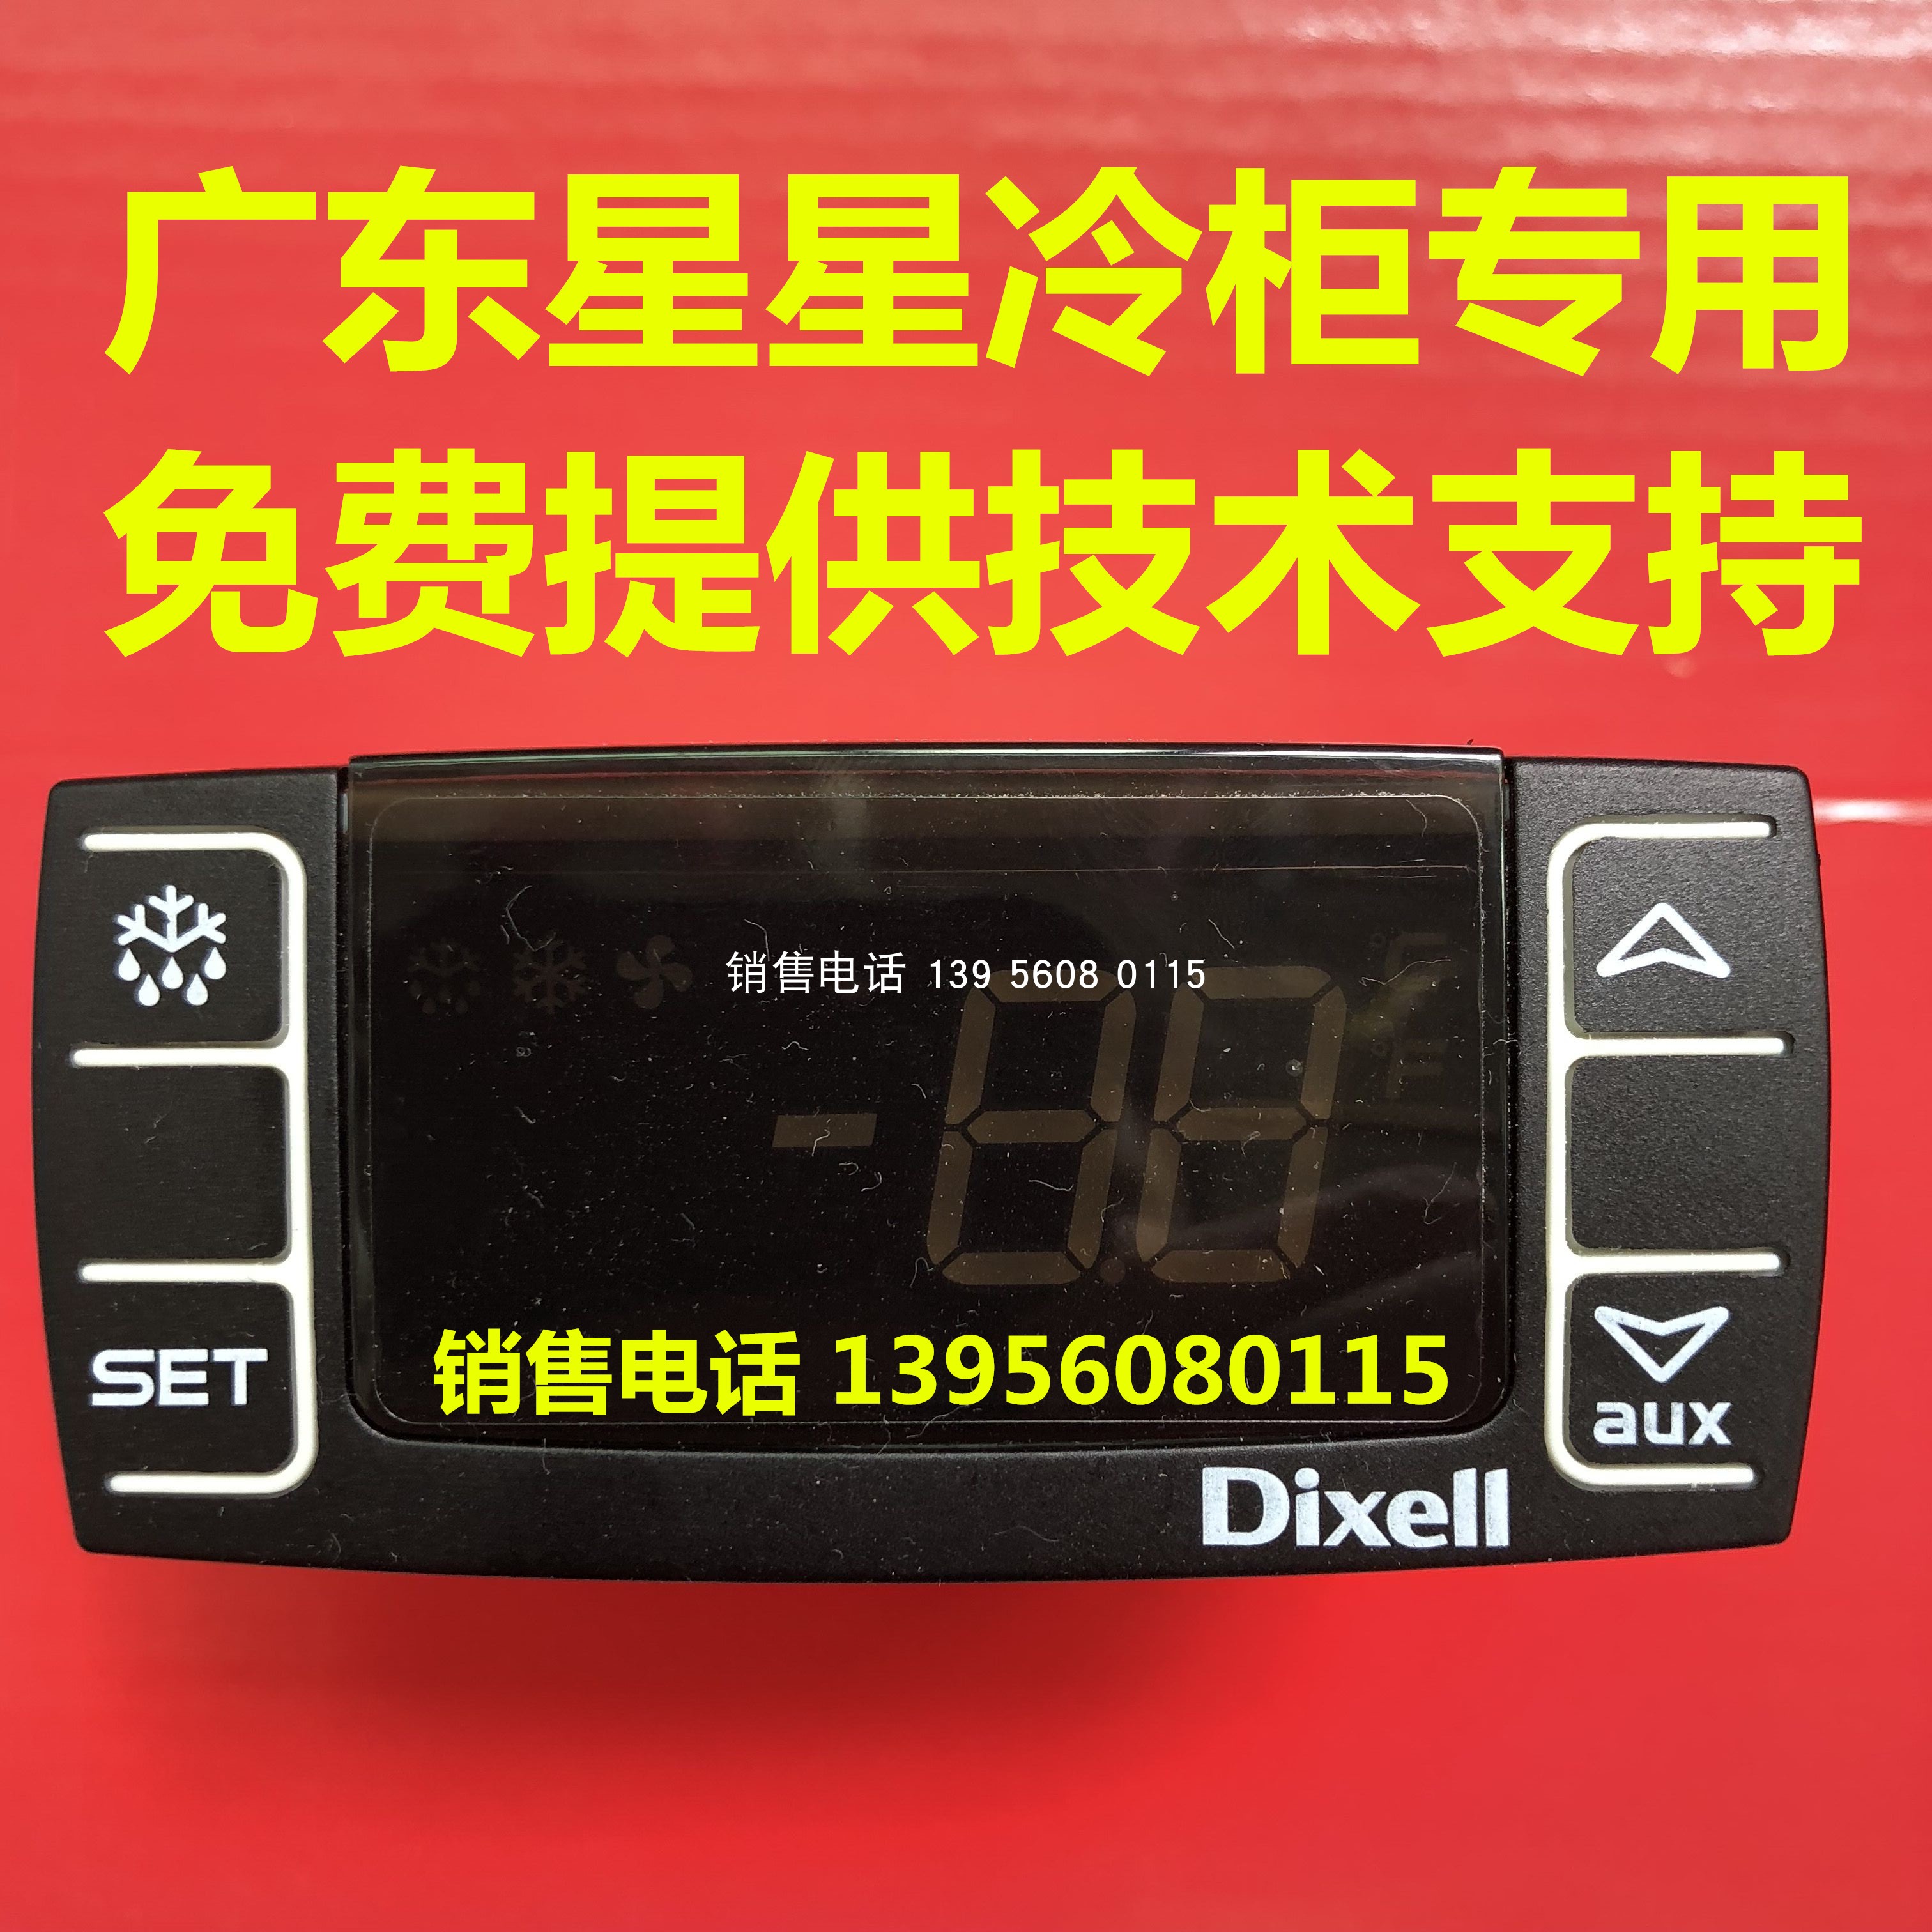 广东星星冷柜专用
免费提供技术支持
销售电话 139 5608 0115
°C
°F
-88
销售电话 13956080115
SET
aux
Dixell